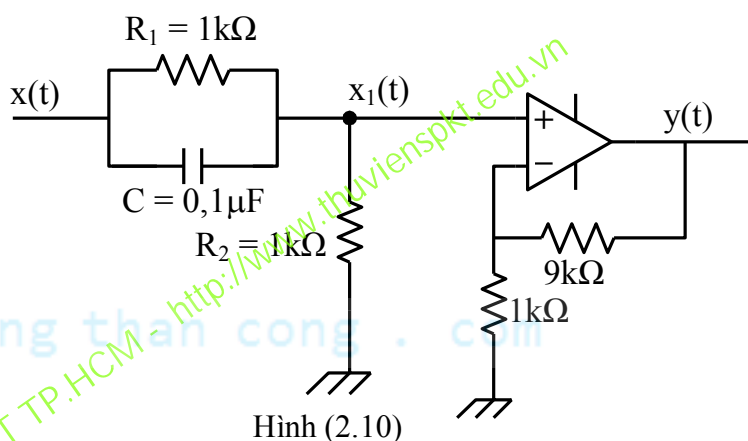 R₁ = 1kΩ
x(t)
x₁(t)
y(t)
+
−
C = 0,1μF
R₂ = 1kΩ
9kΩ
1kΩ
Hình (2.10)
T TP.HCM - http://www.thuvienspkt.edu.vn
ng than cong . com